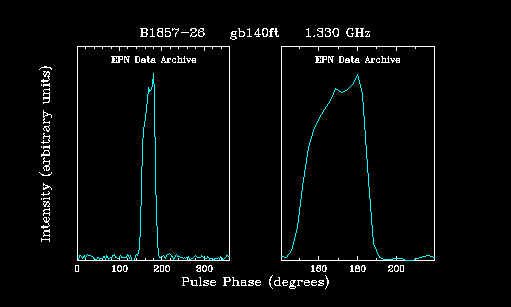 B1857-26 gb140ft 1.330 GHz
EPN Data Archive EPN Data Archive
Intensity (arbitrary units)
0 100 200 300 160 180 200
Pulse Phase (degrees)